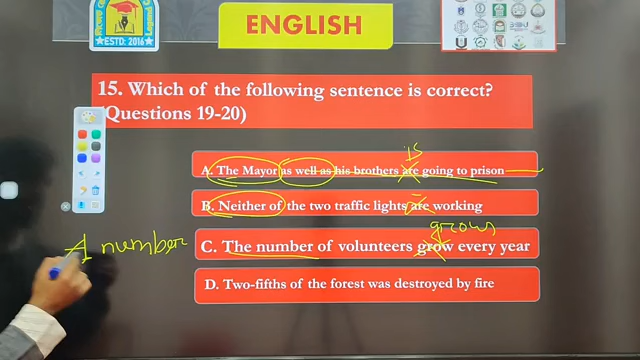 ESTD: 2016
ENGLISH
15. Which of the following sentence is correct?
(Questions 19-20)
is
A. The Mayor as well as his brothers are going to prison
B. Neither of the two traffic lights are working
grows
C. The number of volunteers grow every year
A number
D. Two-fifths of the forest was destroyed by fire